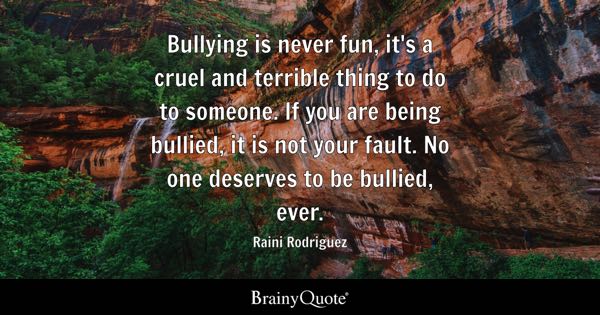 Bullying is never fun, it's a
cruel and terrible thing to do
to someone. If you are being
bullied, it is not your fault. No
one deserves to be bullied,
ever.
Raini Rodriguez
BrainyQuote®